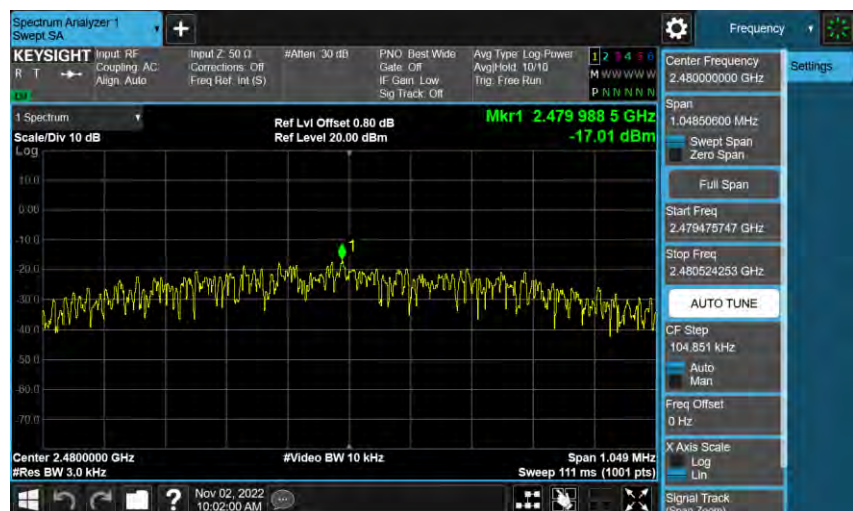 Spectrum Analyzer 1
Swept SA
+
Frequency
KEYSIGHT
R T
Input: RF
Coupling: AC
Align: Auto
Input Z: 50 Ω
Corrections: Off
Freq Ref: Int (S)
#Atten: 30 dB
PNO: Best Wide
Gate: Off
IF Gain: Low
Sig Track: Off
Avg Type: Log-Power
Avg|Hold: 10/10
Trig: Free Run
1 2 3 4 5 6
M W W W W W
P N N N N N
1 Spectrum
Scale/Div 10 dB
Log
Ref Lvl Offset 0.80 dB
Ref Level 20.00 dBm
Mkr1 2.479 988 5 GHz
-17.01 dBm
10.0
0.00
-10.0
-20.0
-30.0
-40.0
-50.0
-60.0
-70.0
1
Center 2.4800000 GHz
#Res BW 3.0 kHz
#Video BW 10 kHz
Span 1.049 MHz
Sweep 111 ms (1001 pts)
Center Frequency
2.480000000 GHz
Settings
Span
1.04850600 MHz
Swept Span
Zero Span
Full Span
Start Freq
2.479475747 GHz
Stop Freq
2.480524253 GHz
AUTO TUNE
CF Step
104.851 kHz
Auto
Man
Freq Offset
0 Hz
X Axis Scale
Log
Lin
Signal Track
(Span Zoom)
?
Nov 02, 2022
10:02:00 AM